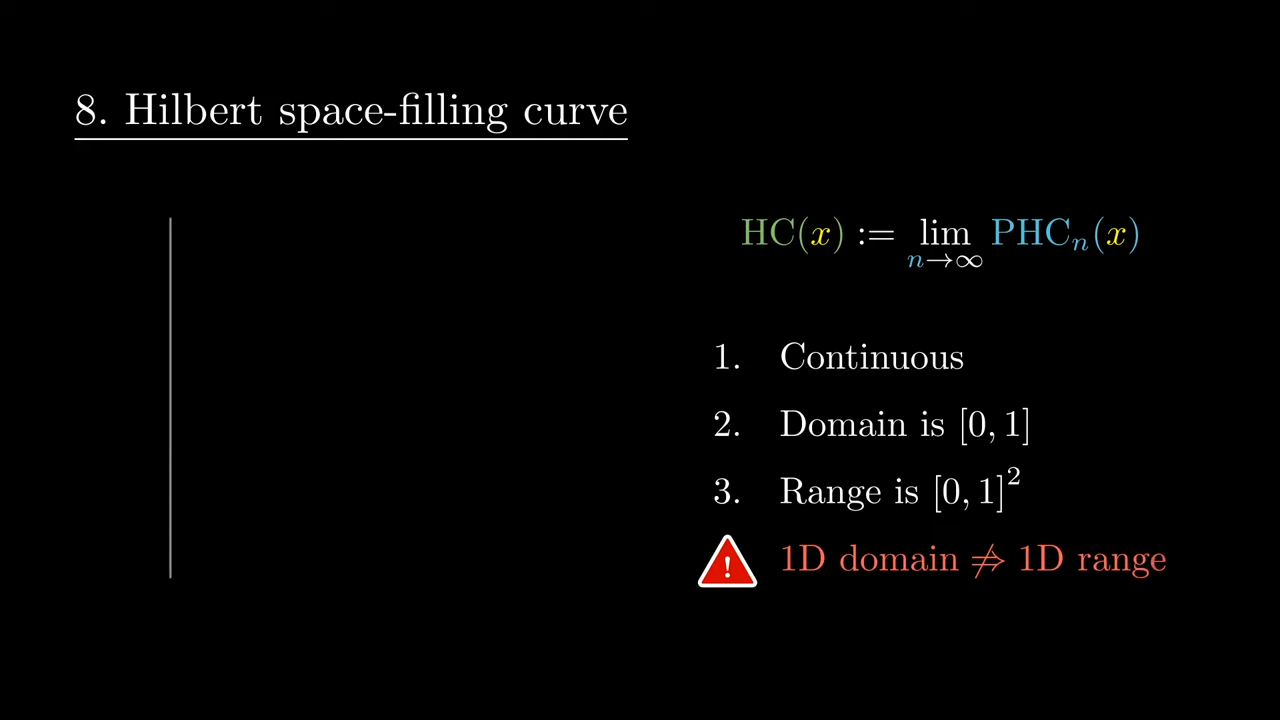 8. Hilbert space-filling curve
HC(x) := lim_{n→∞} PHC_n(x)
1. Continuous
2. Domain is [0, 1]
3. Range is [0, 1]²
! 1D domain ⇏ 1D range